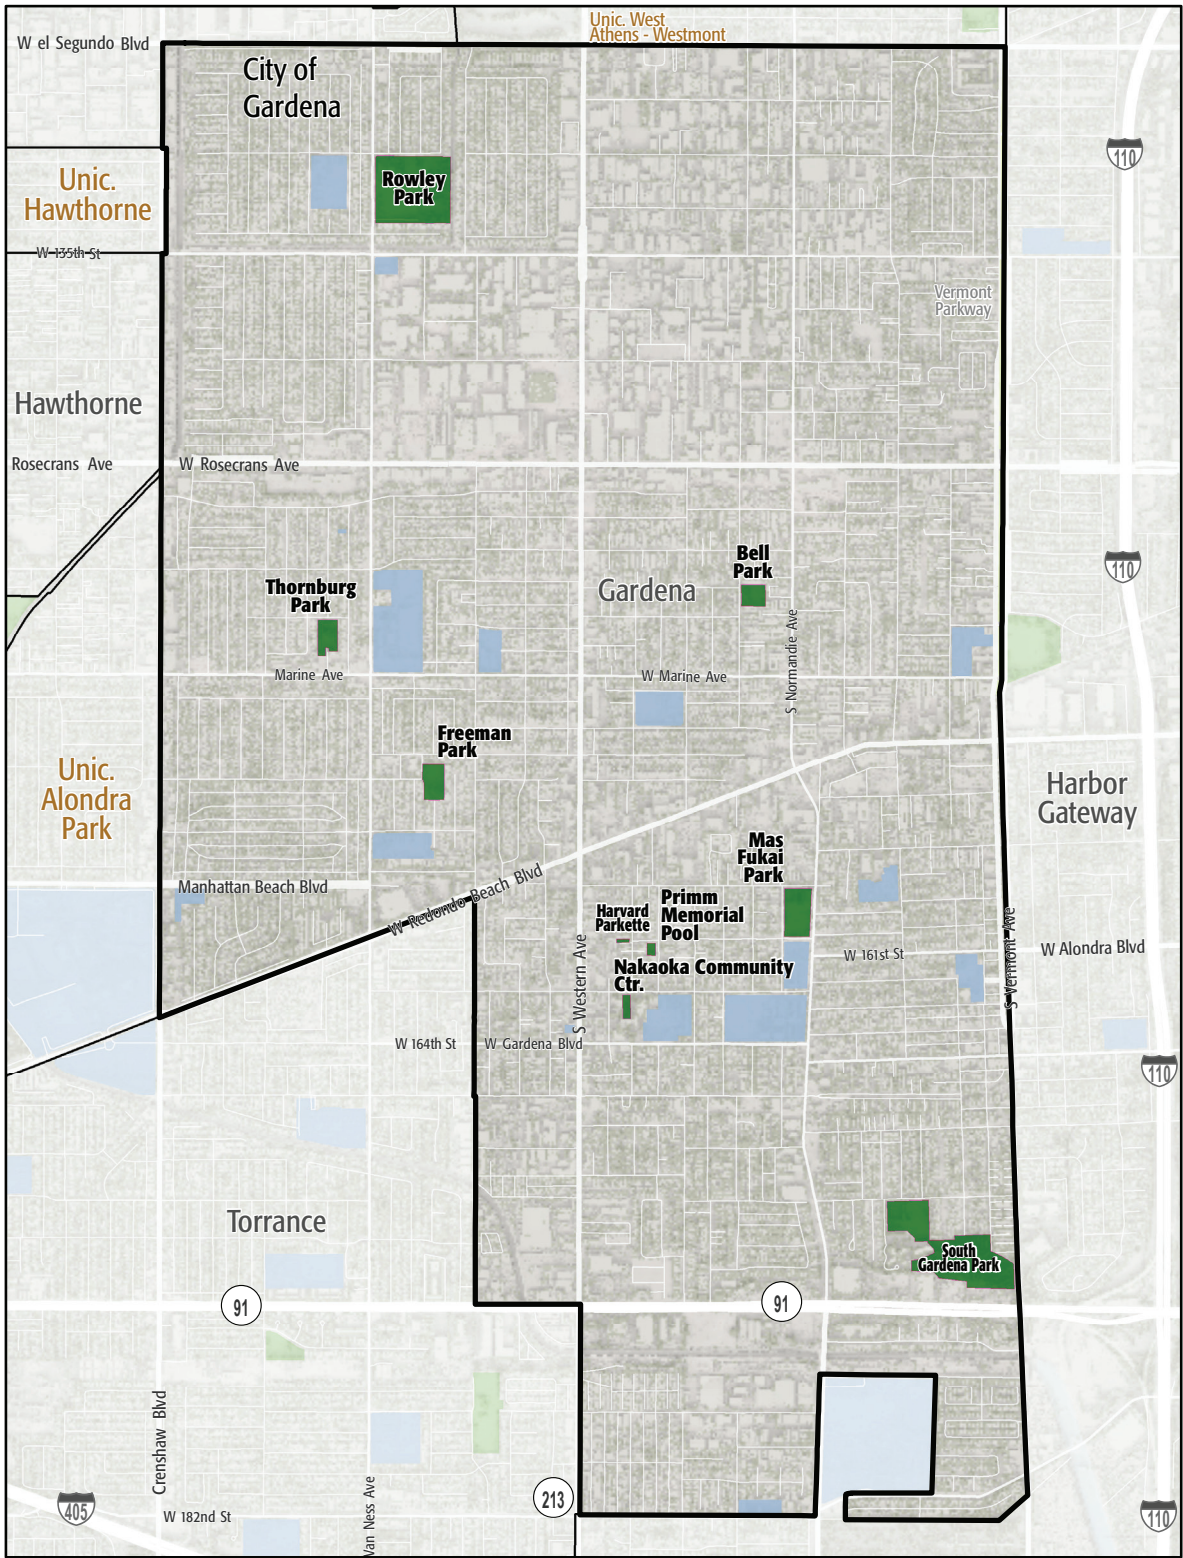 Unic. West
Athens - Westmont
W el Segundo Blvd
City of
Gardena
110
Unic.
Hawthorne
Rowley
Park
W 135th St
Vermont
Parkway
Hawthorne
Rosecrans Ave
W Rosecrans Ave
Bell
Park
110
Thornburg
Park
Gardena
S Normandie Ave
Marine Ave
W Marine Ave
Freeman
Park
Unic.
Alondra
Park
Harbor
Gateway
Mas
Fukai
Park
Manhattan Beach Blvd
W Redondo Beach Blvd
Harvard
Parkette
Primm
Memorial
Pool
S Western Ave
W 161st St
S Vermont Ave
W Alondra Blvd
Nakaoka Community
Ctr.
W 164th St
W Gardena Blvd
110
Torrance
South
Gardena Park
91
91
Crenshaw Blvd
Van Ness Ave
213
405
W 182nd St
110